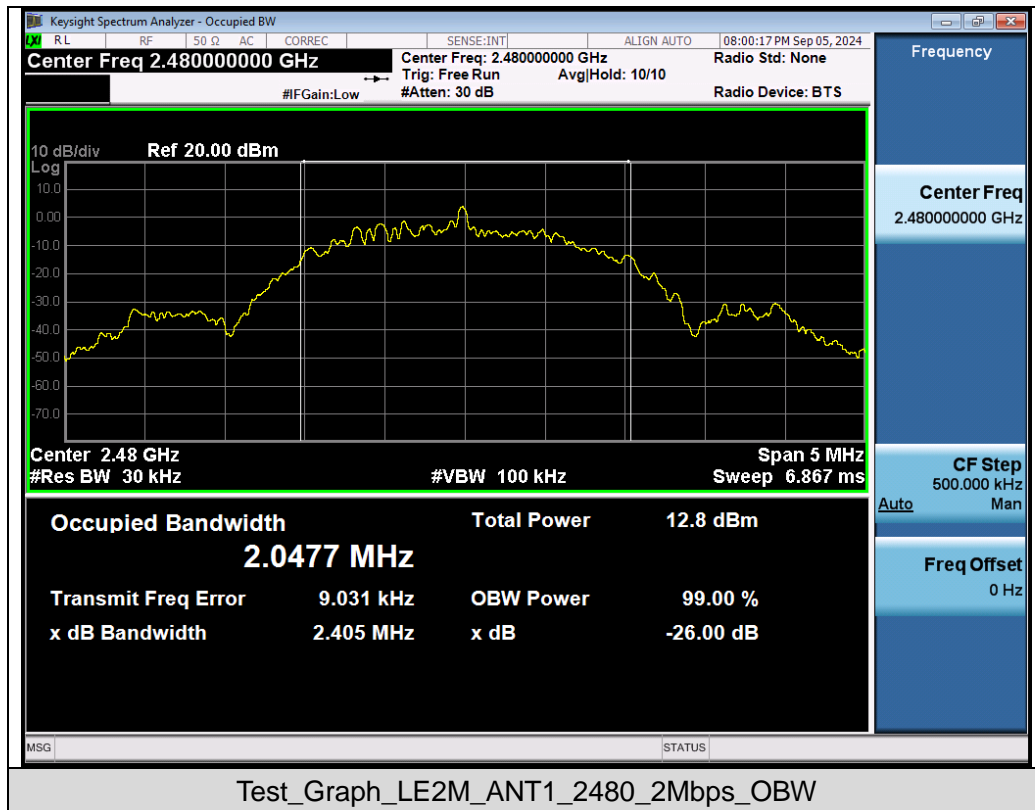 Keysight Spectrum Analyzer - Occupied BW
LXI RL RF 50 Ω AC CORREC SENSE:INT ALIGN AUTO 08:00:17 PM Sep 05, 2024
Center Freq 2.480000000 GHz
Center Freq: 2.480000000 GHz
Radio Std: None
Trig: Free Run Avg|Hold: 10/10
#IFGain:Low
#Atten: 30 dB
Radio Device: BTS
Frequency
10 dB/div Ref 20.00 dBm
Log
10.0
0.00
-10.0
-20.0
-30.0
-40.0
-50.0
-60.0
-70.0
Center 2.48 GHz Span 5 MHz
#Res BW 30 kHz #VBW 100 kHz Sweep 6.867 ms
Center Freq
2.480000000 GHz
CF Step
500.000 kHz
Auto Man
Freq Offset
0 Hz
Occupied Bandwidth Total Power 12.8 dBm
2.0477 MHz
Transmit Freq Error 9.031 kHz OBW Power 99.00 %
x dB Bandwidth 2.405 MHz x dB -26.00 dB
MSG STATUS
Test_Graph_LE2M_ANT1_2480_2Mbps_OBW